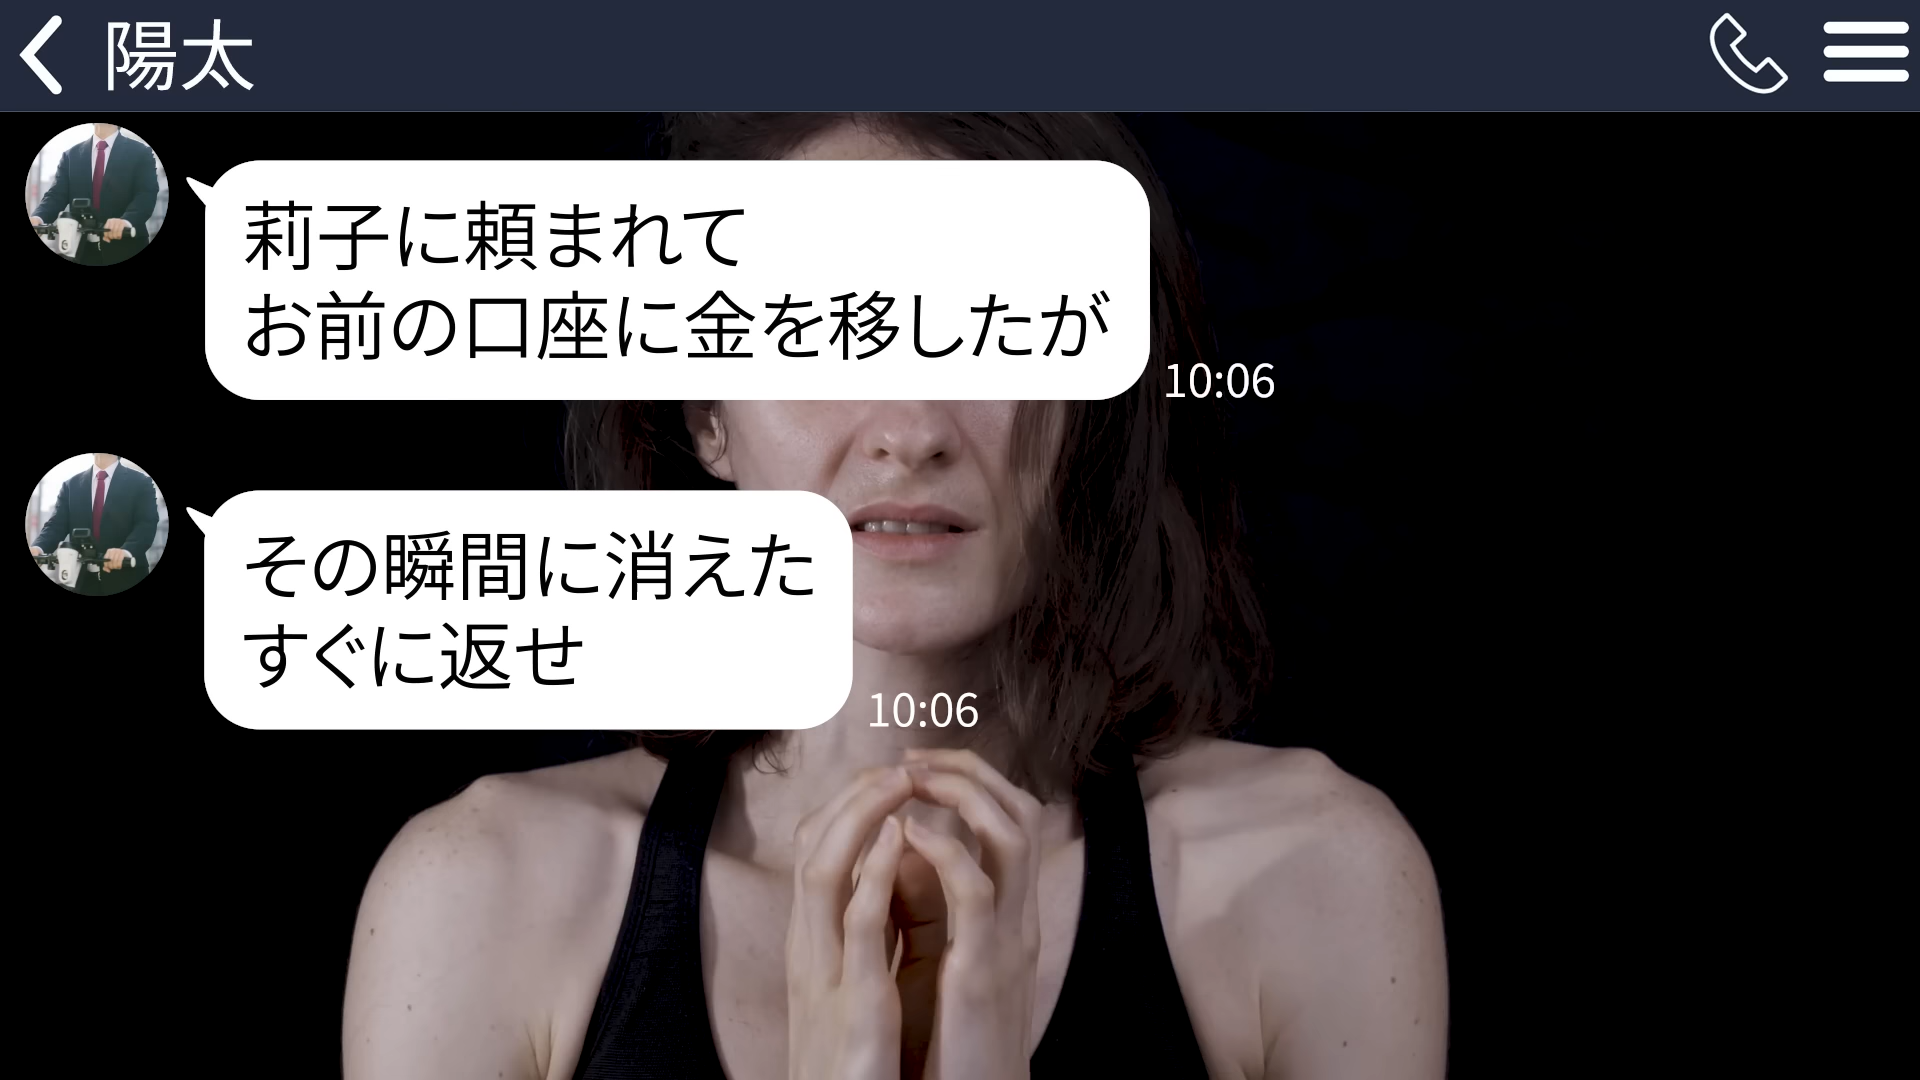 陽太
莉子に頼まれて
お前の口座に金を移したが
10:06
その瞬間に消えた
すぐに返せ
10:06